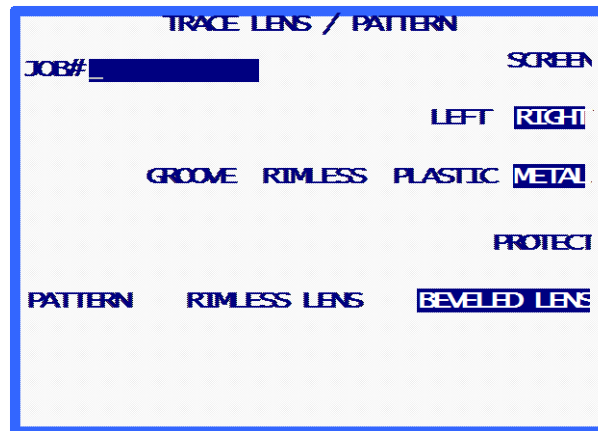 TRACE LENS / PATTERN
JOB#_ SCREEN
LEFT RIGHT
GROOVE RIMLESS PLASTIC METAL
PROTECT
PATTERN RIMLESS LENS BEVELED LENS